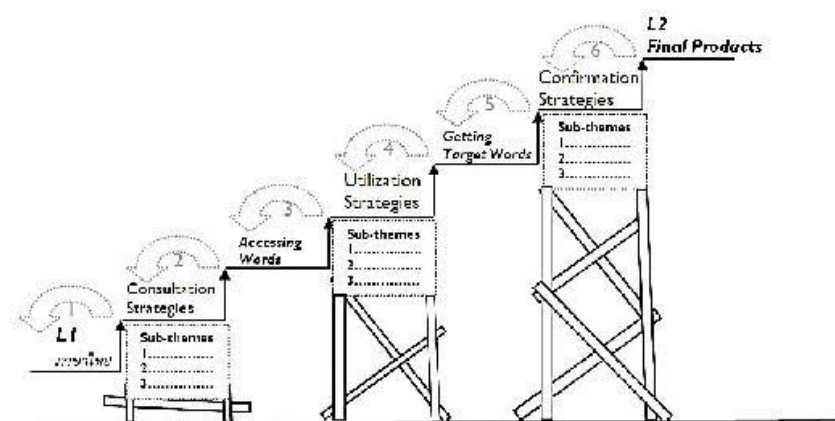 L2
Final Products
6
Confirmation
Strategies
5
Getting
Target Words
Sub-themes
1
2
3
4
Utilization
Strategies
3
Accessing
Words
Sub-themes
1
2
3
2
Consultation
Strategies
1
L1
Sub-themes
1
2
3